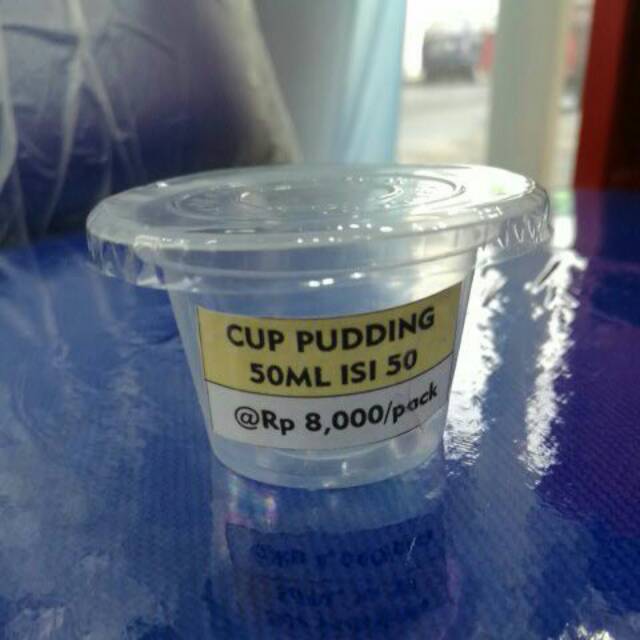 CUP PUDDING
50ML ISI 50
@Rp 8,000/pack